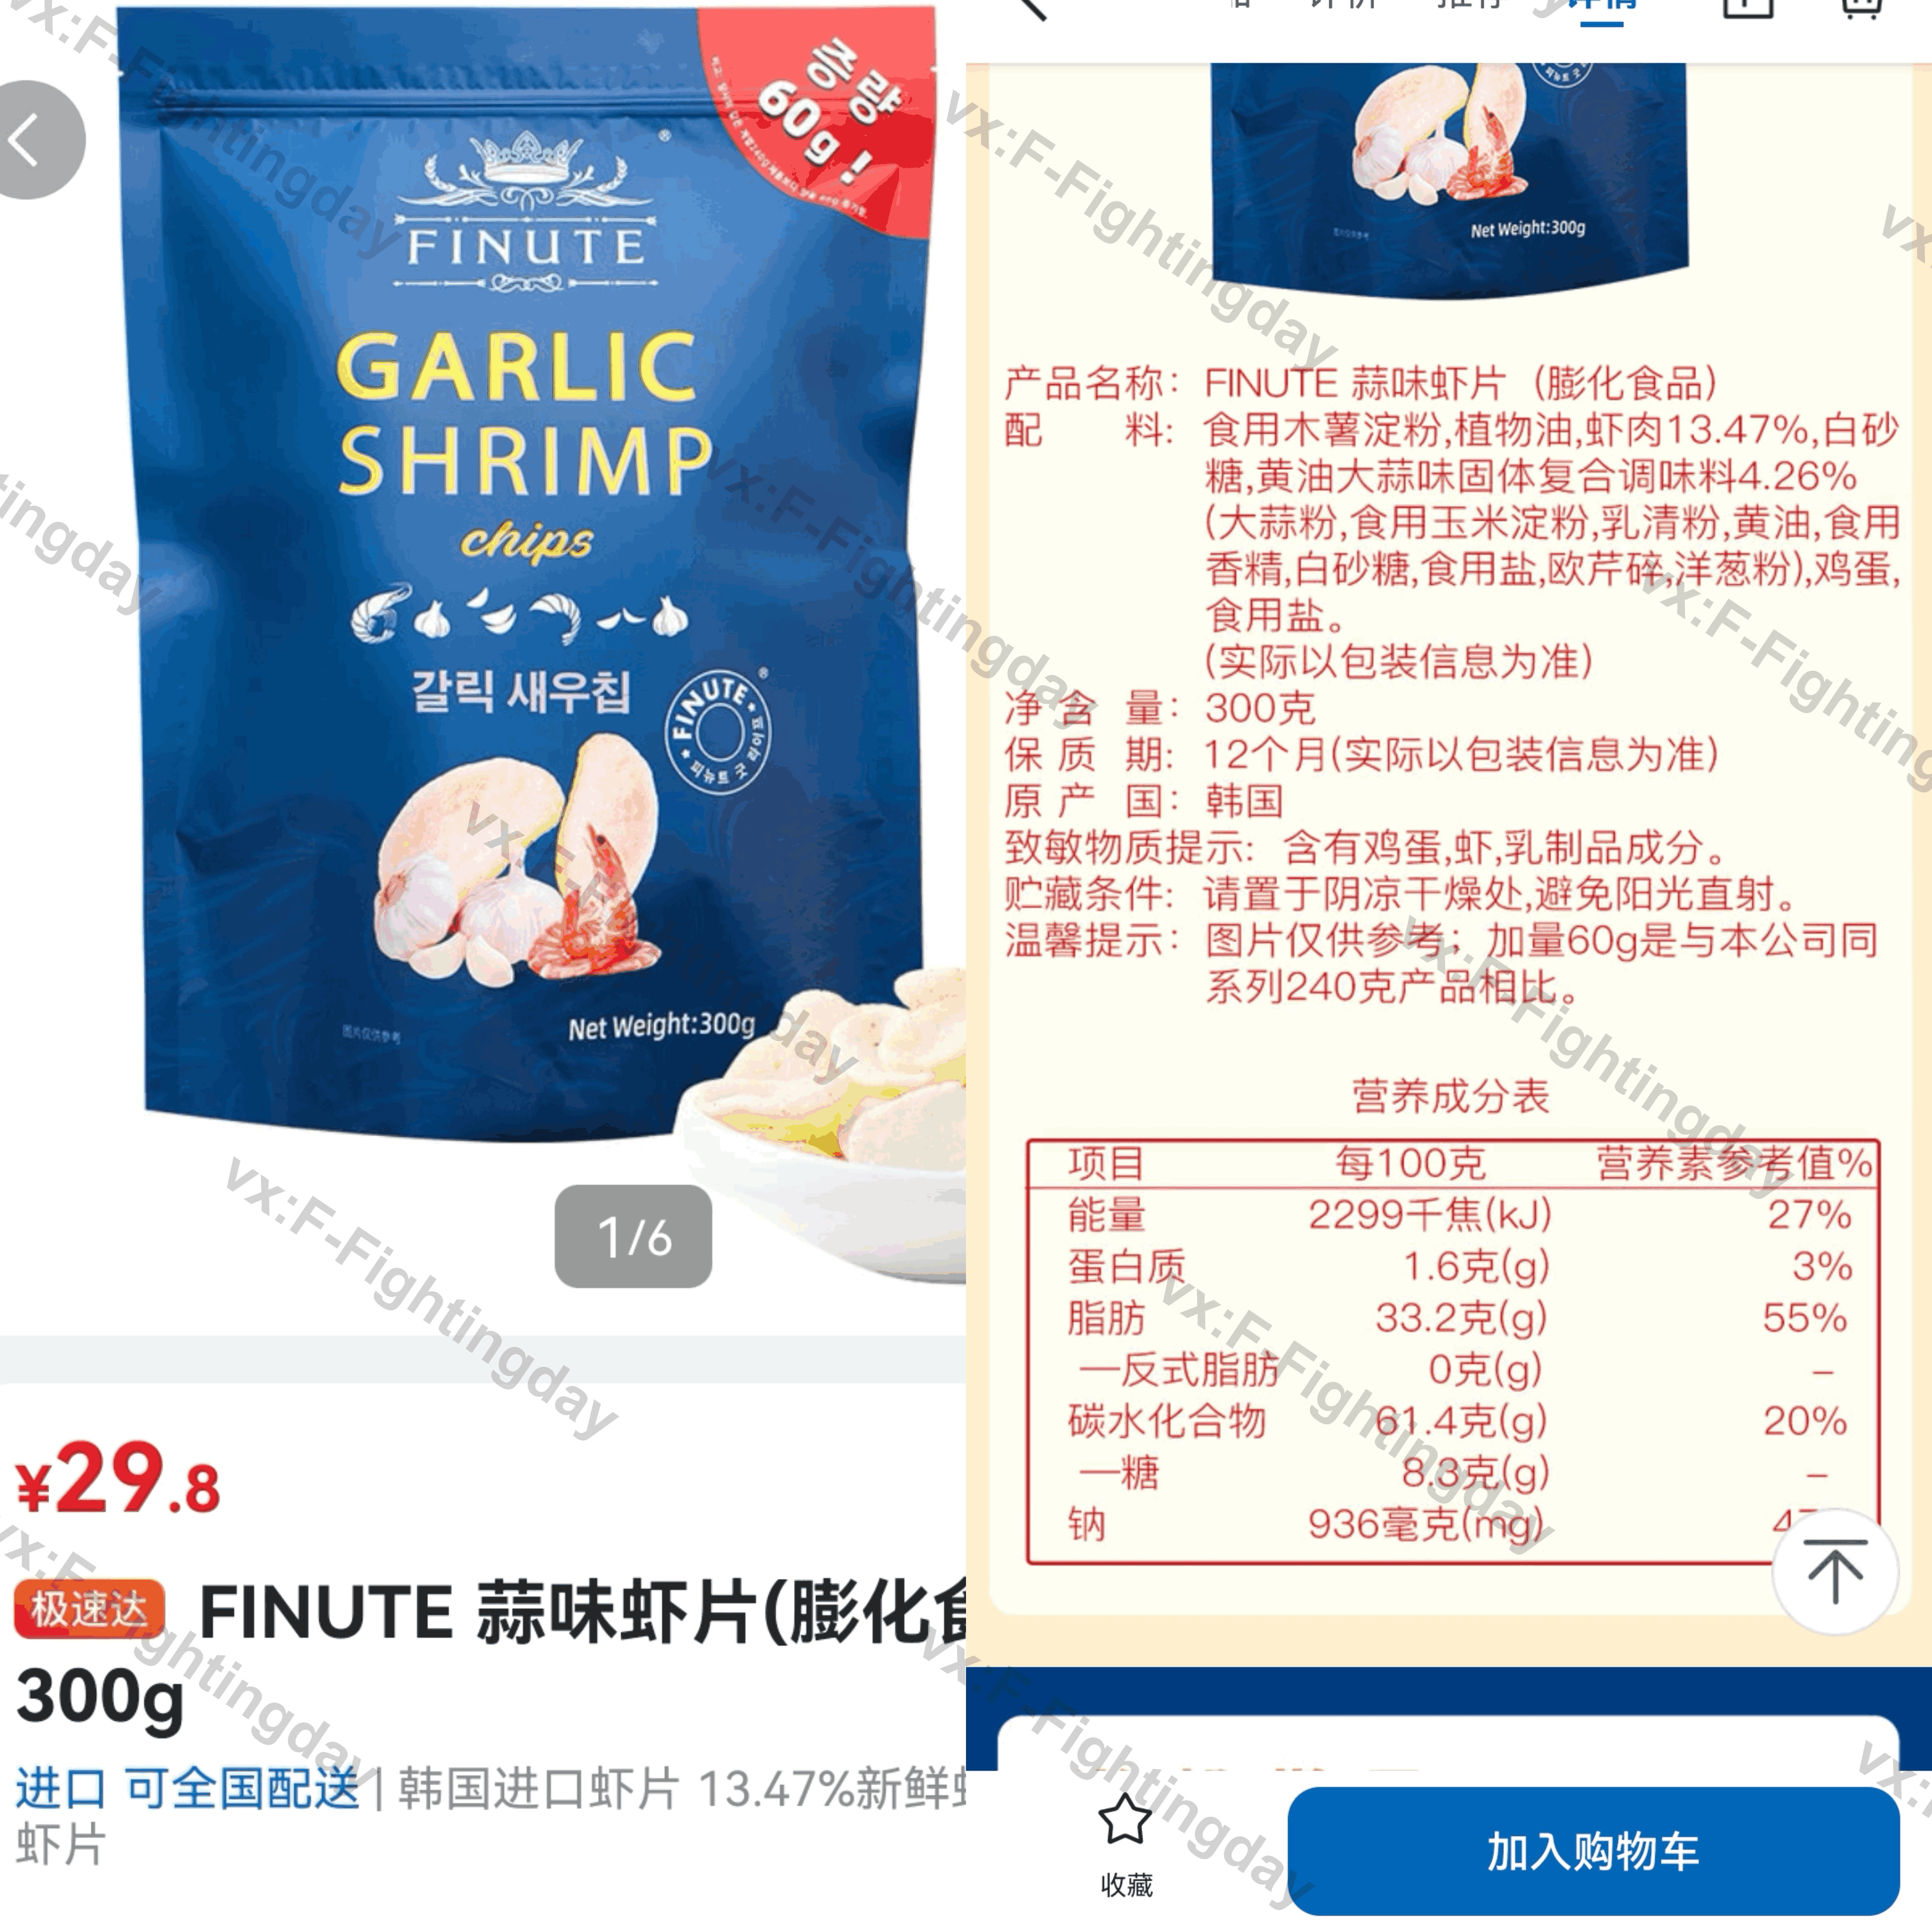 증량
60g !
FINUTE
GARLIC
SHRIMP
chips
갈릭 새우칩
FINUTE
Net Weight:300g
图片仅供参考
1/6
¥29.8
极速达 FINUTE 蒜味虾片(膨化食
300g
进口 可全国配送 | 韩国进口虾片 13.47%新鲜
虾片
评价 推荐 详情
Net Weight:300g
产品名称: FINUTE 蒜味虾片（膨化食品）
配 料: 食用木薯淀粉,植物油,虾肉13.47%,白砂
糖,黄油大蒜味固体复合调味料4.26%
(大蒜粉,食用玉米淀粉,乳清粉,黄油,食用
香精,白砂糖,食用盐,欧芹碎,洋葱粉),鸡蛋,
食用盐。
(实际以包装信息为准)
净 含 量: 300克
保 质 期: 12个月(实际以包装信息为准)
原 产 国: 韩国
致敏物质提示: 含有鸡蛋,虾,乳制品成分。
贮藏条件: 请置于阴凉干燥处,避免阳光直射。
温馨提示: 图片仅供参考；加量60g是与本公司同
系列240克产品相比。
营养成分表
项目 每100克 营养素参考值%
能量 2299千焦(kJ) 27%
蛋白质 1.6克(g) 3%
脂肪 33.2克(g) 55%
—反式脂肪 0克(g) –
碳水化合物 61.4克(g) 20%
—糖 8.3克(g) –
钠 936毫克(mg)
收藏
加入购物车
vx:F-Fightingday